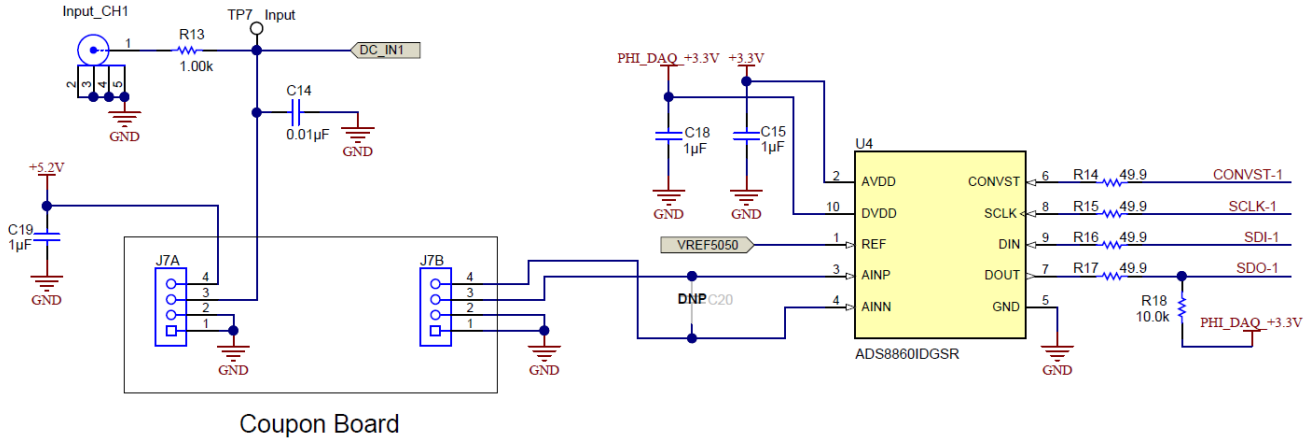 Input_CH1
TP7 Input
R13
1
1.00k
DC_IN1
2
3
4
5
GND
C14
0.01µF
GND
+5.2V
C19
1µF
GND
J7A
4
3
2
1
GND
J7B
4
3
2
1
GND
Coupon Board
PHI_DAQ_+3.3V
+3.3V
C18
1µF
C15
1µF
GND
GND
VREF5050
DNP
C20
U4
2 AVDD
10 DVDD
1 REF
3 AINP
4 AINN
CONVST 6
SCLK 8
DIN 9
DOUT 7
GND 5
ADS8860IDGSR
R14 49.9 CONVST-1
R15 49.9 SCLK-1
R16 49.9 SDI-1
R17 49.9 SDO-1
R18
10.0k
PHI_DAQ_+3.3V
GND